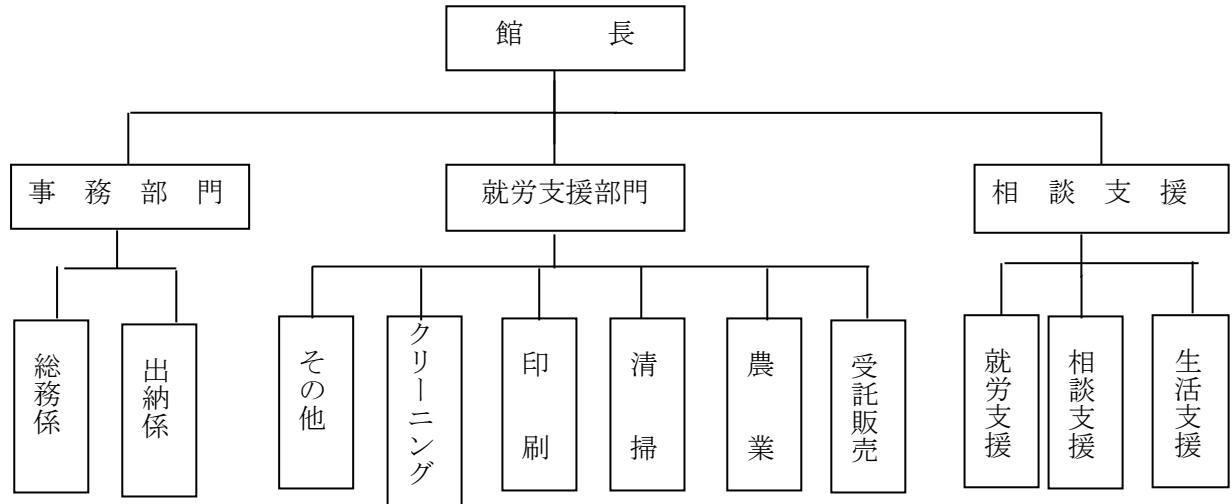 館長
事務部門
就労支援部門
相談支援
総務係
出納係
その他
クリーニング
印刷
清掃
農業
受託販売
就労支援
相談支援
生活支援